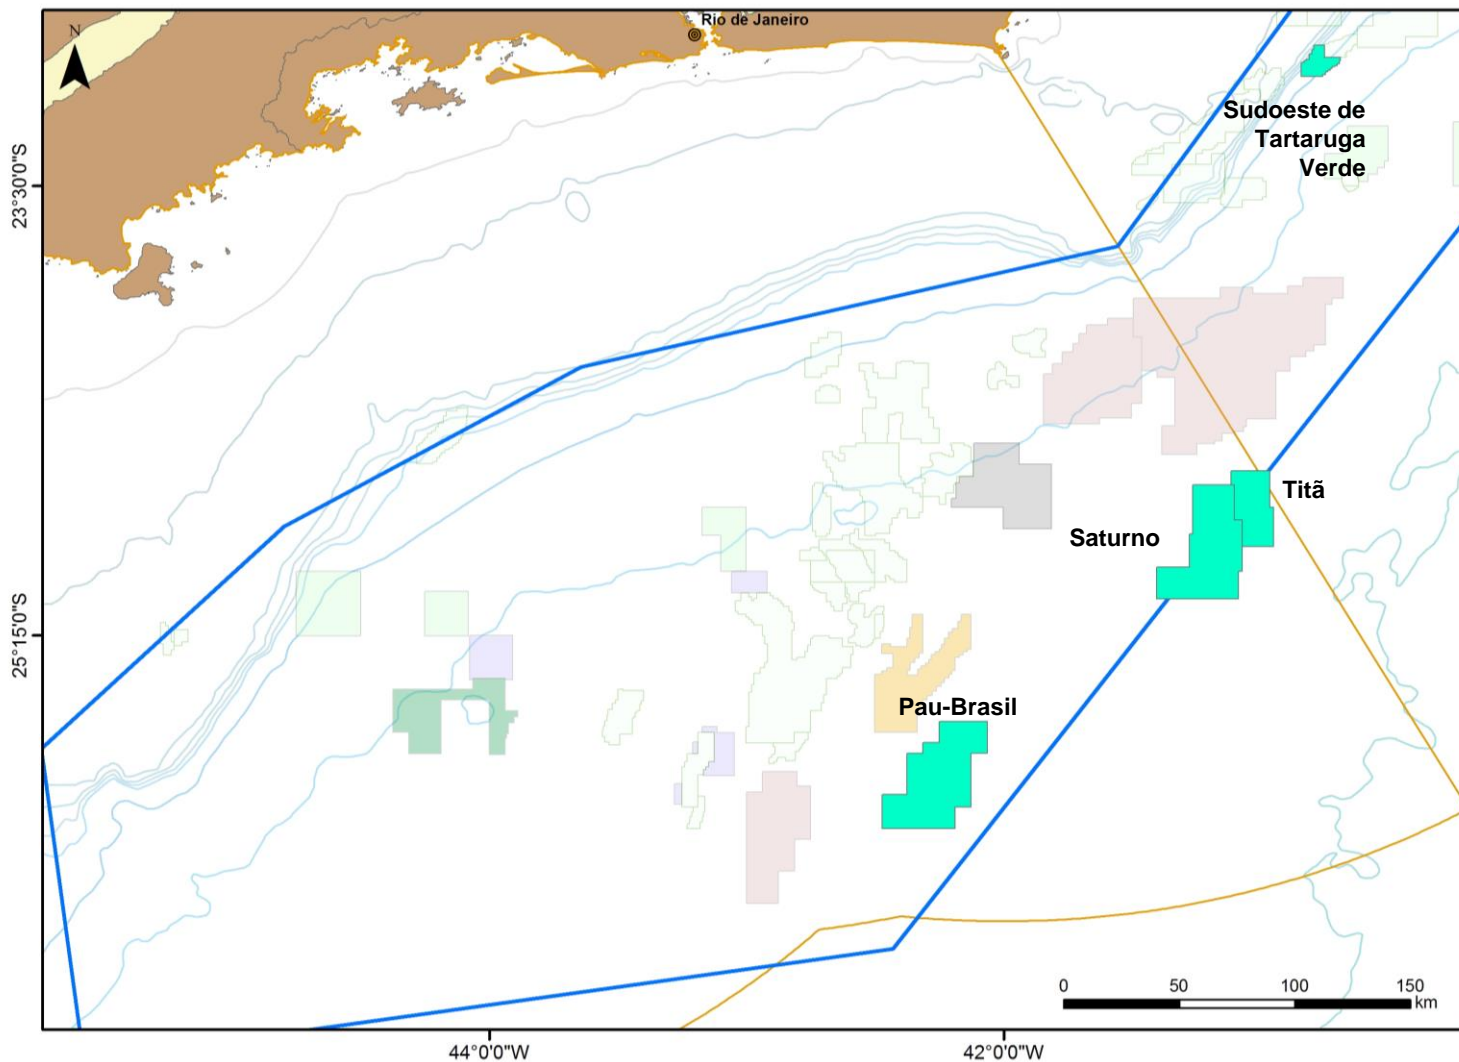 Rio de Janeiro
N
Sudoeste de
Tartaruga
Verde
23°30'0"S
Titã
Saturno
25°15'0"S
Pau-Brasil
0 50 100 150
km
44°0'0"W 42°0'0"W